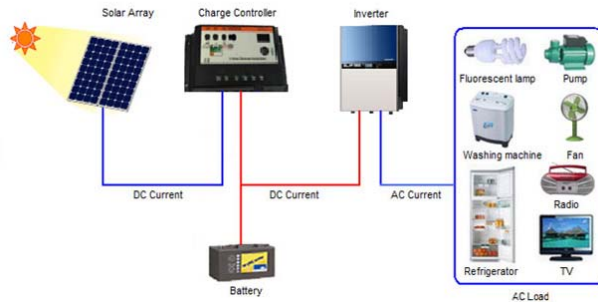 Solar Array
Charge Controller
Inverter
Fluorescent lamp
Pump
Washing machine
Fan
DC Current
DC Current
AC Current
Radio
Refrigerator
TV
Battery
AC Load